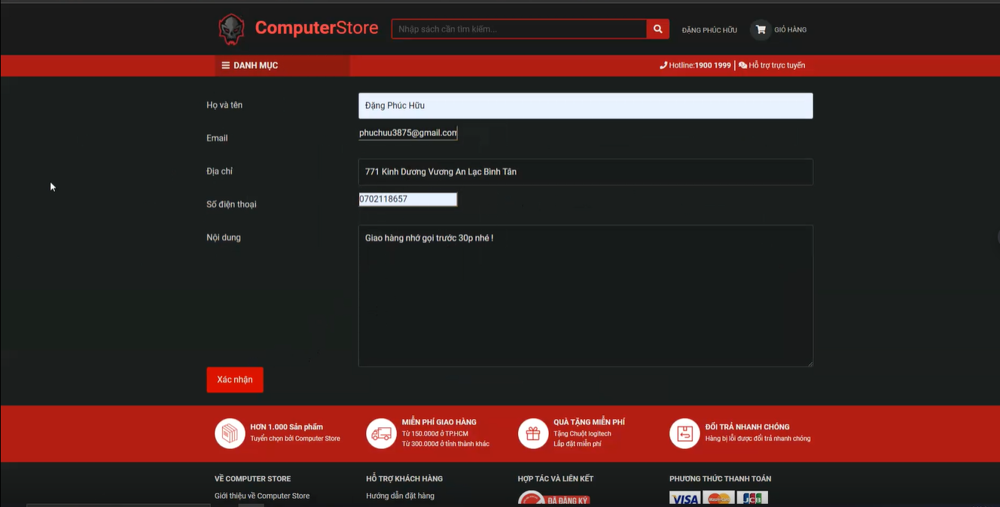 ComputerStore
Nhập sách cần tìm kiếm...
ĐẶNG PHÚC HỮU
GIỎ HÀNG
DANH MỤC
Hotline:1900 1999 | Hỗ trợ trực tuyến
Họ và tên
Đặng Phúc Hữu
Email
phuchuu3875@gmail.com
Địa chỉ
771 Kinh Dương Vương An Lạc Bình Tân
Số điện thoại
0702118657
Nội dung
Giao hàng nhớ gọi trước 30p nhé !
Xác nhận
HƠN 1.000 Sản phẩm
Tuyển chọn bởi Computer Store
MIỄN PHÍ GIAO HÀNG
Từ 150.000đ ở TP.HCM
Từ 300.000đ ở tỉnh thành khác
QUÀ TẶNG MIỄN PHÍ
Tặng Chuột logitech
Lắp đặt miễn phí
ĐỔI TRẢ NHANH CHÓNG
Hàng bị lỗi được đổi trả nhanh chóng
VỀ COMPUTER STORE
Giới thiệu về Computer Store
HỖ TRỢ KHÁCH HÀNG
Hướng dẫn đặt hàng
HỢP TÁC VÀ LIÊN KẾT
ĐÃ ĐĂNG KÝ
PHƯƠNG THỨC THANH TOÁN
VISA
MasterCard
JCB